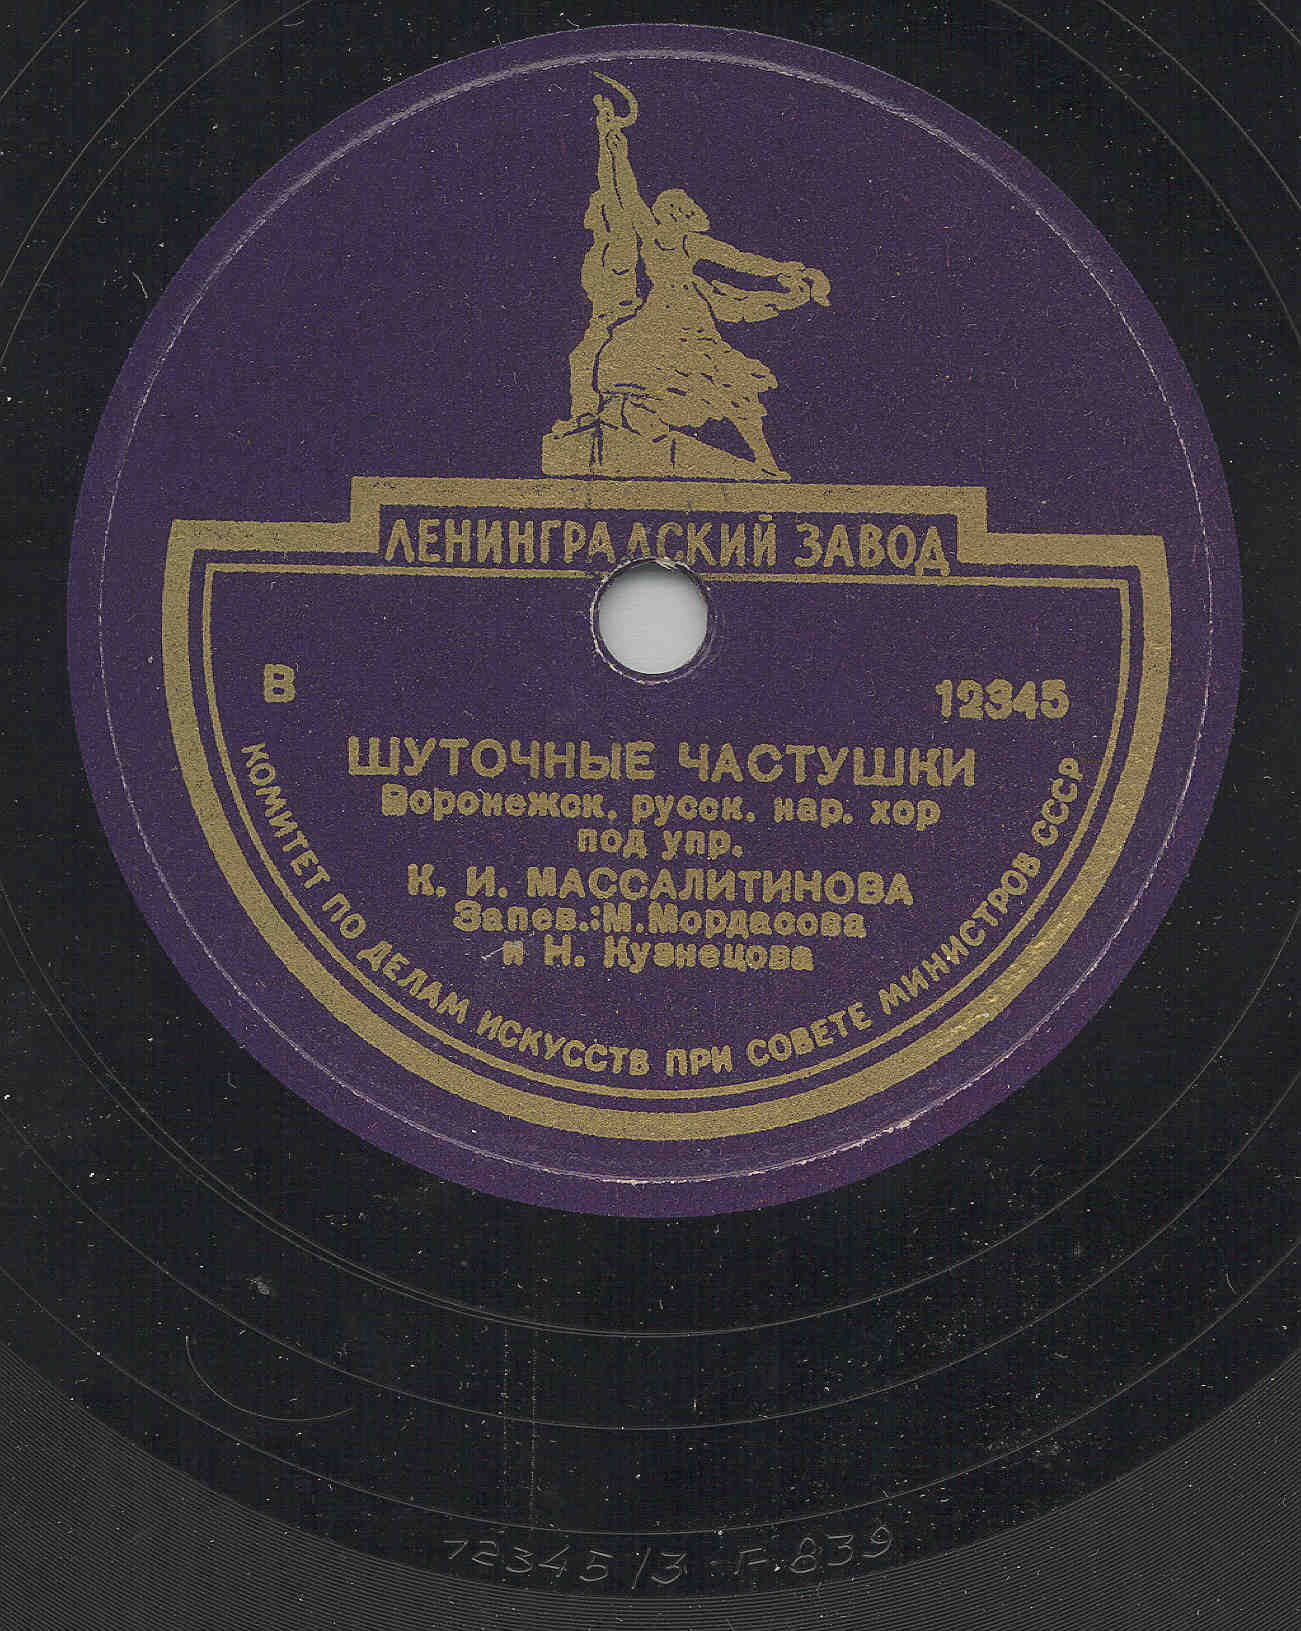 ЛЕНИНГРАДСКИЙ ЗАВОД
В 12345
ШУТОЧНЫЕ ЧАСТУШКИ
Воронежск. русск. нар. хор
под упр.
К. И. МАССАЛИТИНОВА
Запев.: М. Мордасова
и Н. Кузнецова
КОМИТЕТ ПО ДЕЛАМ ИСКУССТВ ПРИ СОВЕТЕ МИНИСТРОВ СССР
12345/3 - F. 839